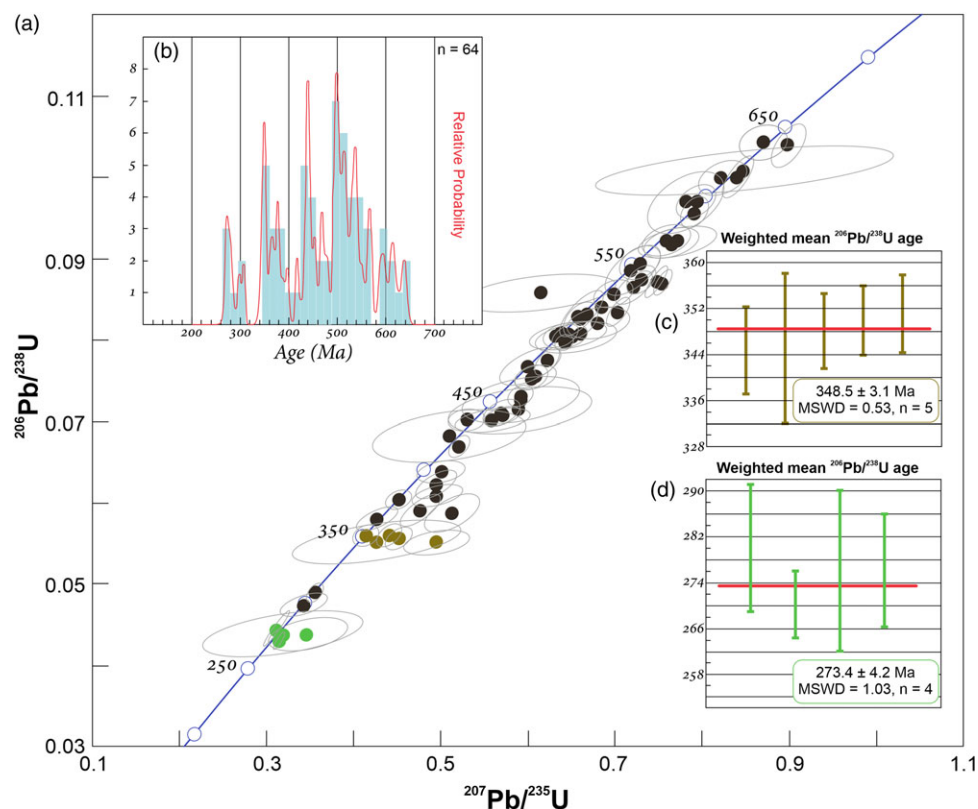 (a)
(b)
n = 64
8
7
6
5
4
3
2
1
Relative Probability
200
300
400
500
600
700
Age (Ma)
0.11
0.09
0.07
0.05
0.03
²⁰⁶Pb/²³⁸U
650
550
450
350
250
Weighted mean ²⁰⁶Pb/²³⁸U age
360
352
344
336
328
(c)
348.5 ± 3.1 Ma
MSWD = 0.53, n = 5
Weighted mean ²⁰⁶Pb/²³⁸U age
(d)
290
282
274
266
258
273.4 ± 4.2 Ma
MSWD = 1.03, n = 4
0.1
0.3
0.5
0.7
0.9
1.1
²⁰⁷Pb/²³⁵U